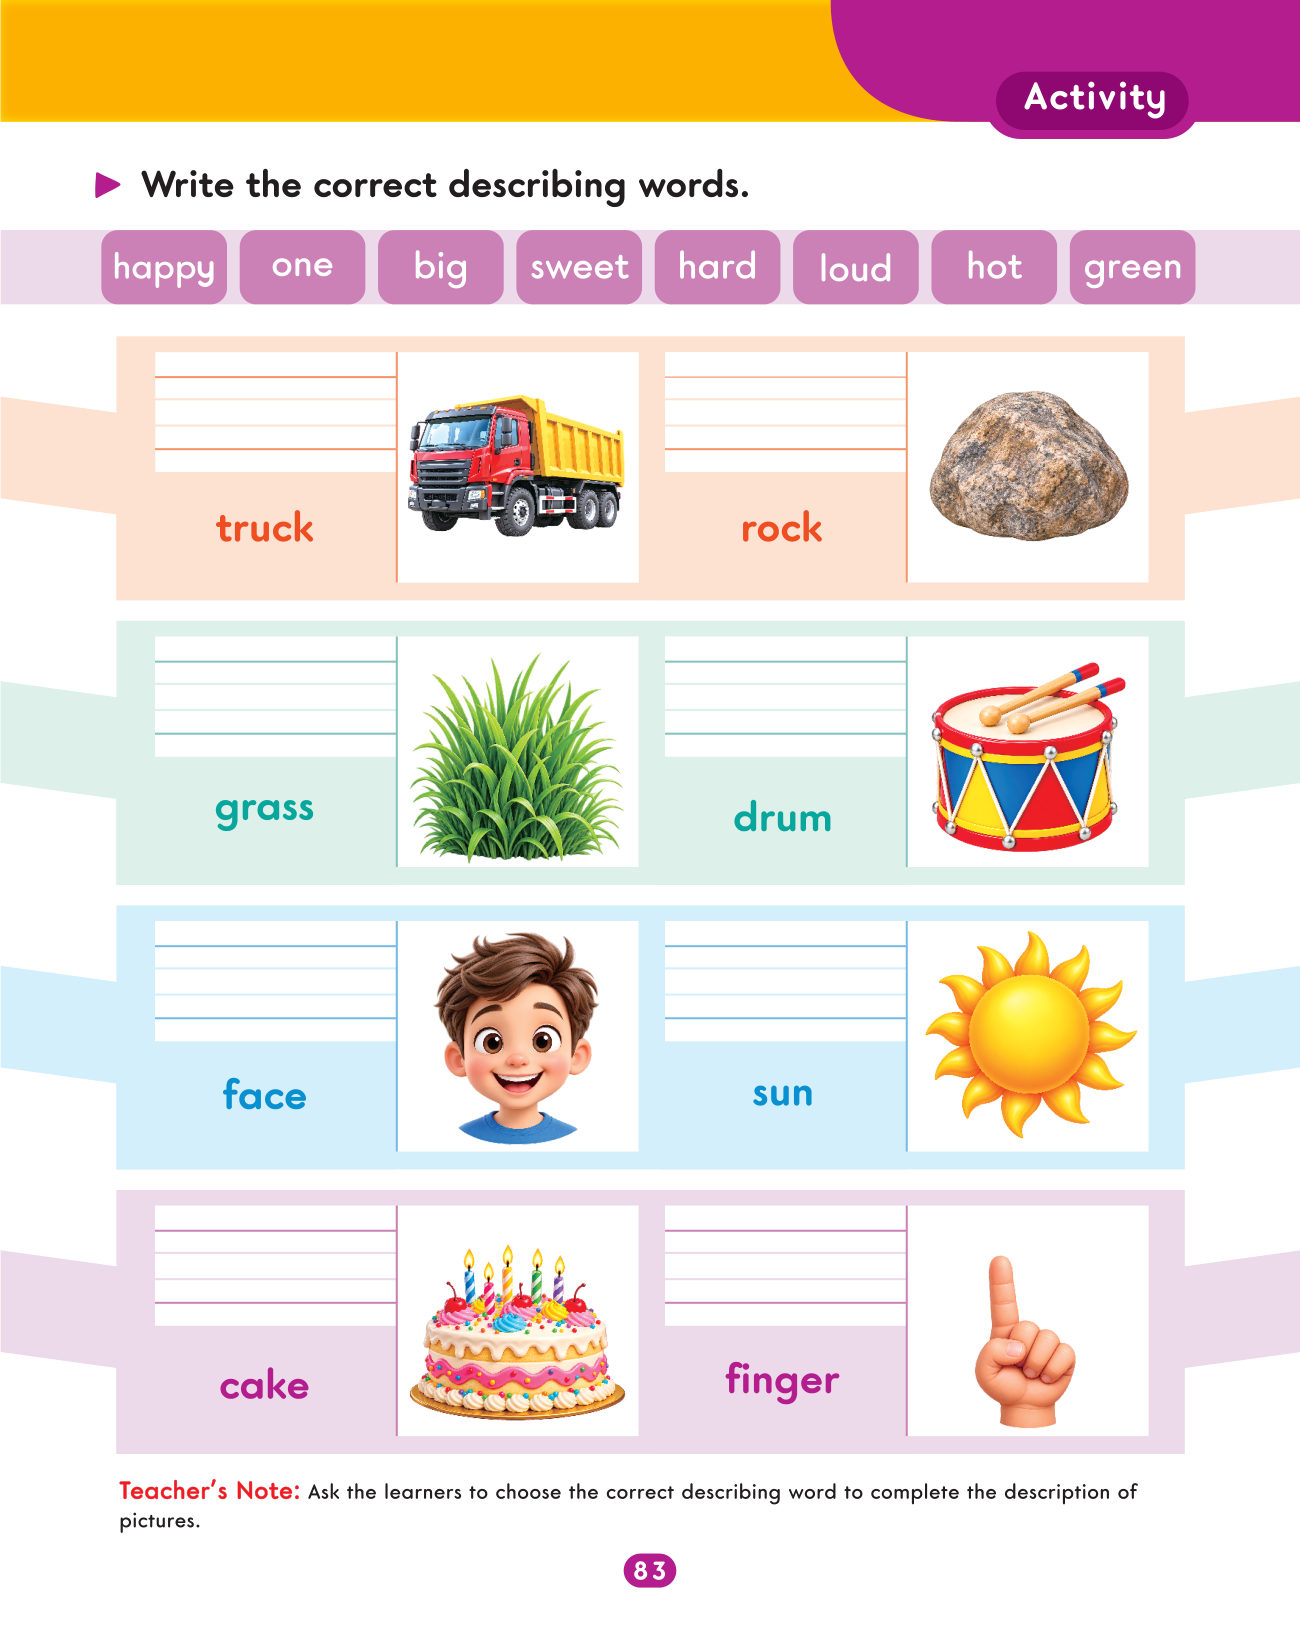 Activity
Write the correct describing words.
happy one big sweet hard loud hot green
truck rock
grass drum
face sun
cake finger
Teacher's Note: Ask the learners to choose the correct describing word to complete the description of
pictures.
83